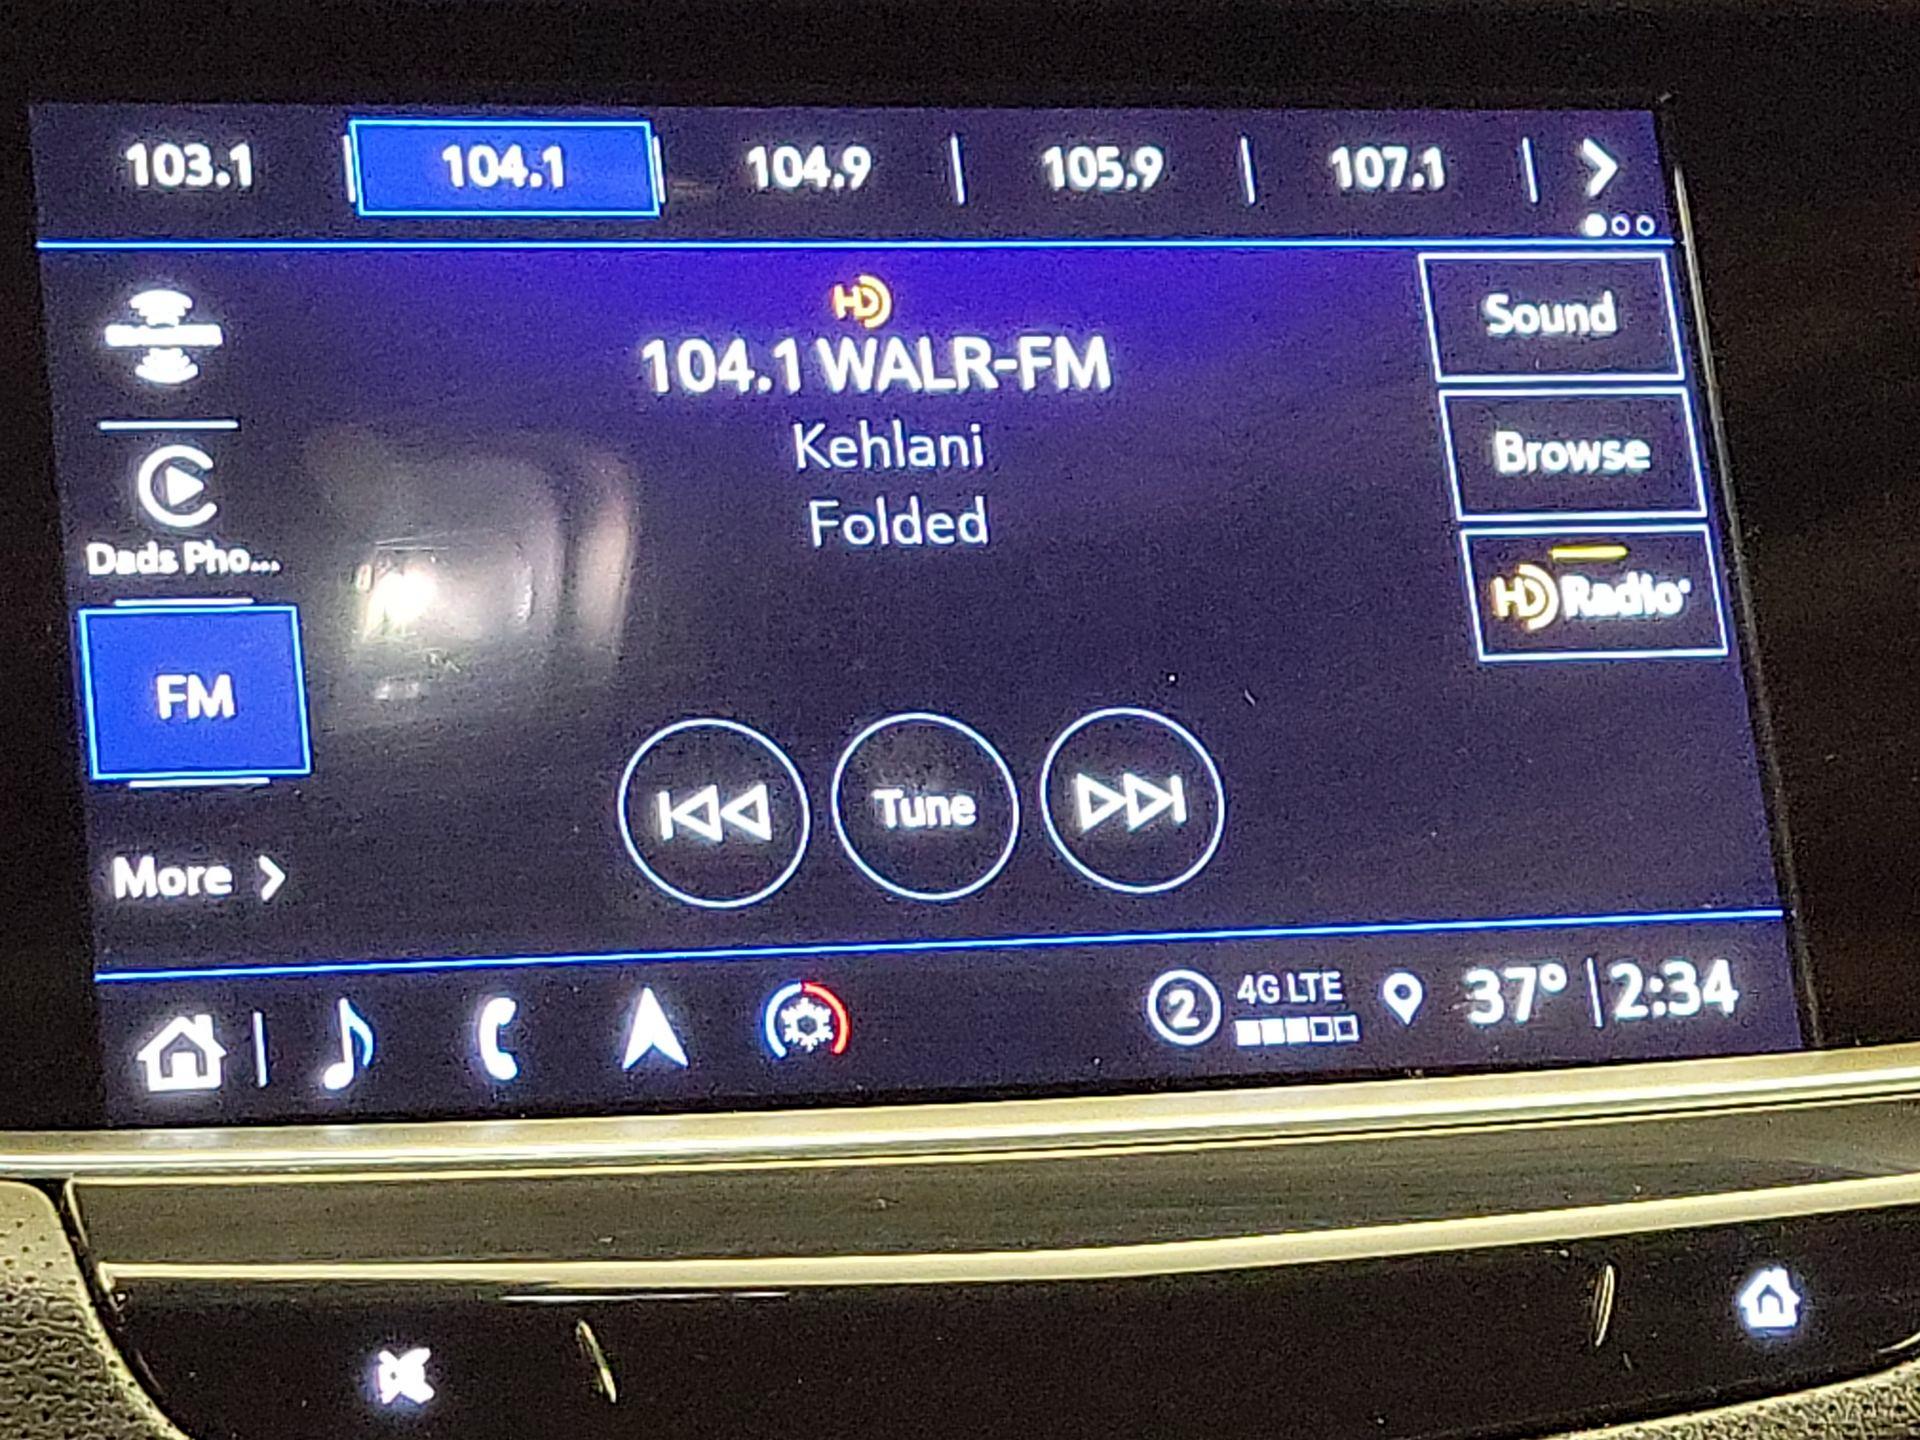 103.1 | 104.1 | 104.9 | 105.9 | 107.1 |
HD
104.1 WALR-FM
Kehlani
Folded
Sound
Browse
HD Radio
Dads Pho...
FM
More
Tune
2 4G LTE 37° | 2:34